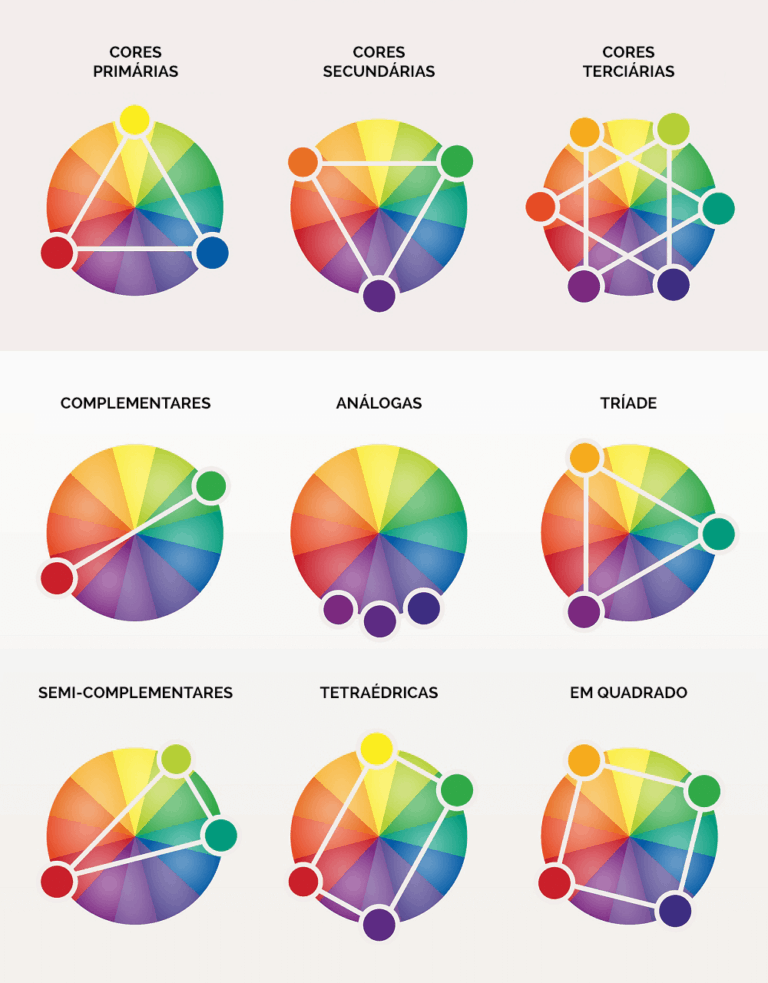 CORES
PRIMÁRIAS
CORES
SECUNDÁRIAS
CORES
TERCIÁRIAS
COMPLEMENTARES
ANÁLOGAS
TRÍADE
SEMI-COMPLEMENTARES
TETRAÉDRICAS
EM QUADRADO